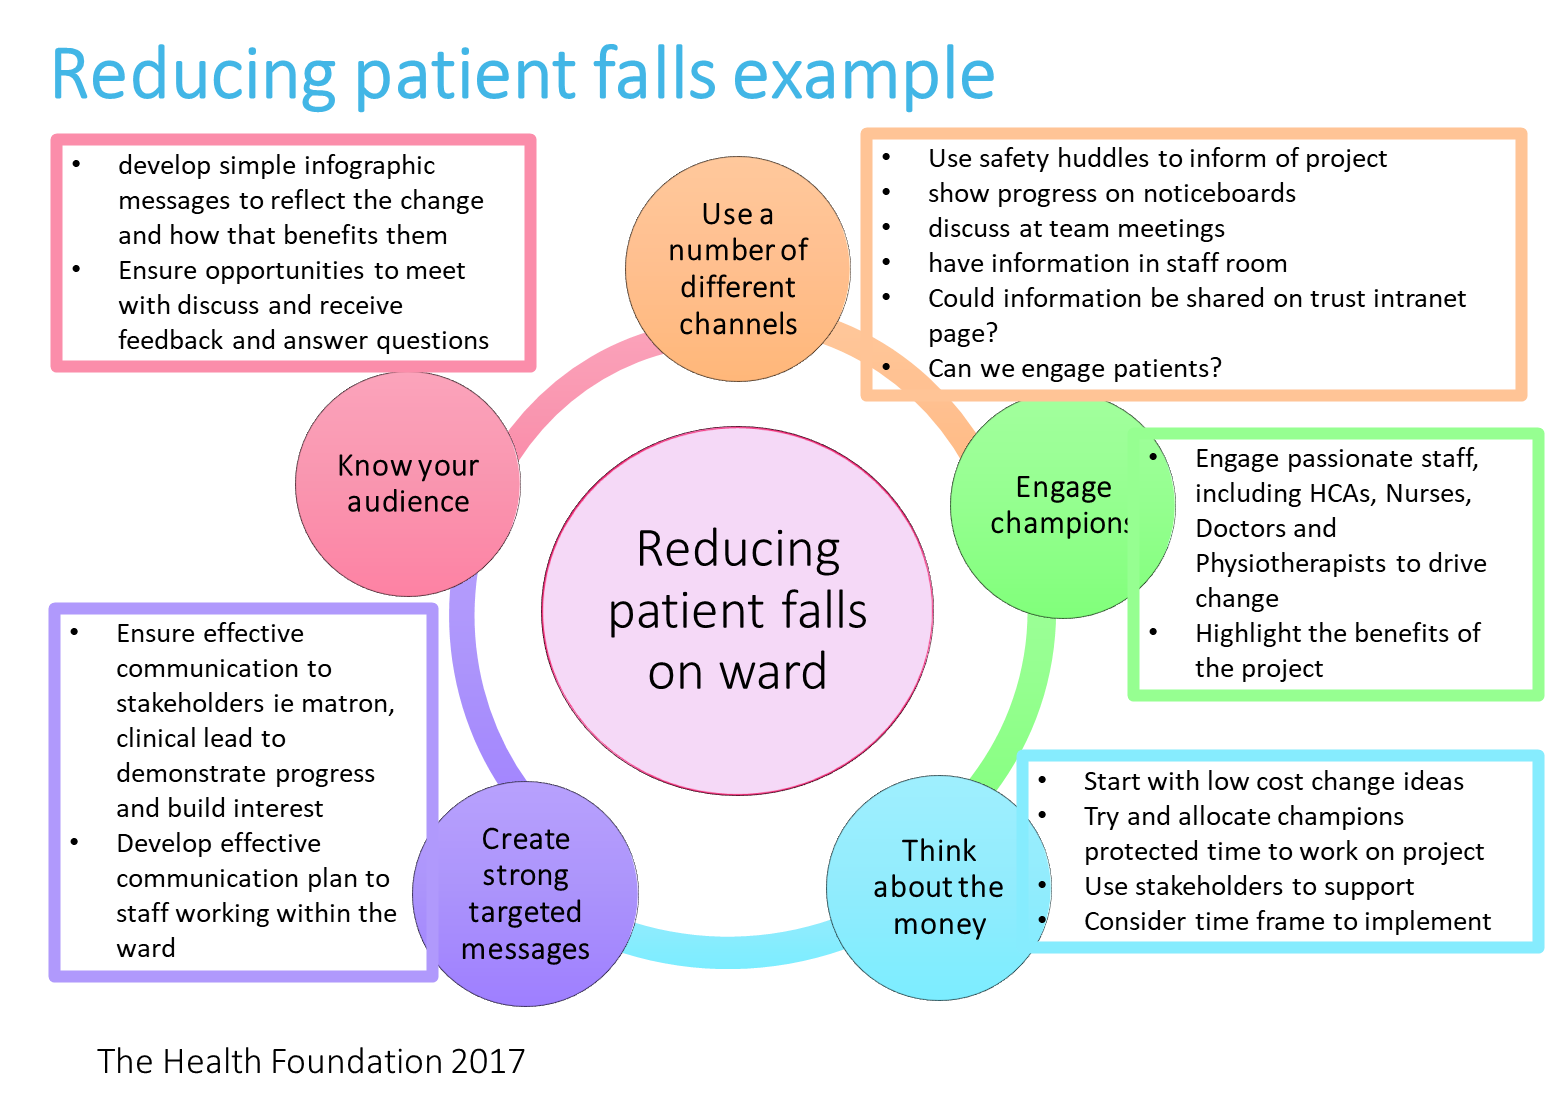 Reducing patient falls example
• develop simple infographic
messages to reflect the change
and how that benefits them
• Ensure opportunities to meet
with discuss and receive
feedback and answer questions
Use a
number of
different
channels
• Use safety huddles to inform of project
• show progress on noticeboards
• discuss at team meetings
• have information in staff room
• Could information be shared on trust intranet
page?
• Can we engage patients?
Know your
audience
Engage
champions
• Engage passionate staff,
including HCAs, Nurses,
Doctors and
Physiotherapists to drive
change
• Highlight the benefits of
the project
Reducing
patient falls
on ward
• Ensure effective
communication to
stakeholders ie matron,
clinical lead to
demonstrate progress
and build interest
• Develop effective
communication plan to
staff working within the
ward
Create
strong
targeted
messages
Think
about the
money
• Start with low cost change ideas
• Try and allocate champions
protected time to work on project
• Use stakeholders to support
• Consider time frame to implement
The Health Foundation 2017